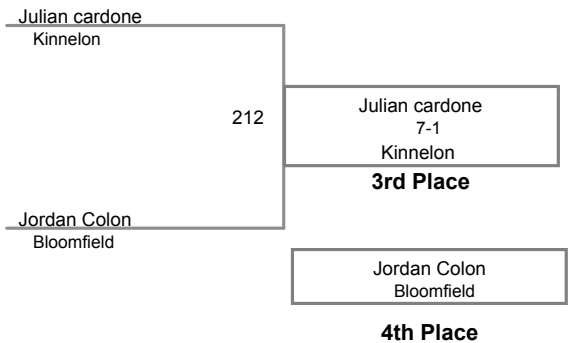 Julian cardone
Kinnelon
212
Julian cardone
7-1
Kinnelon
3rd Place
Jordan Colon
Bloomfield
Jordan Colon
Bloomfield
4th Place